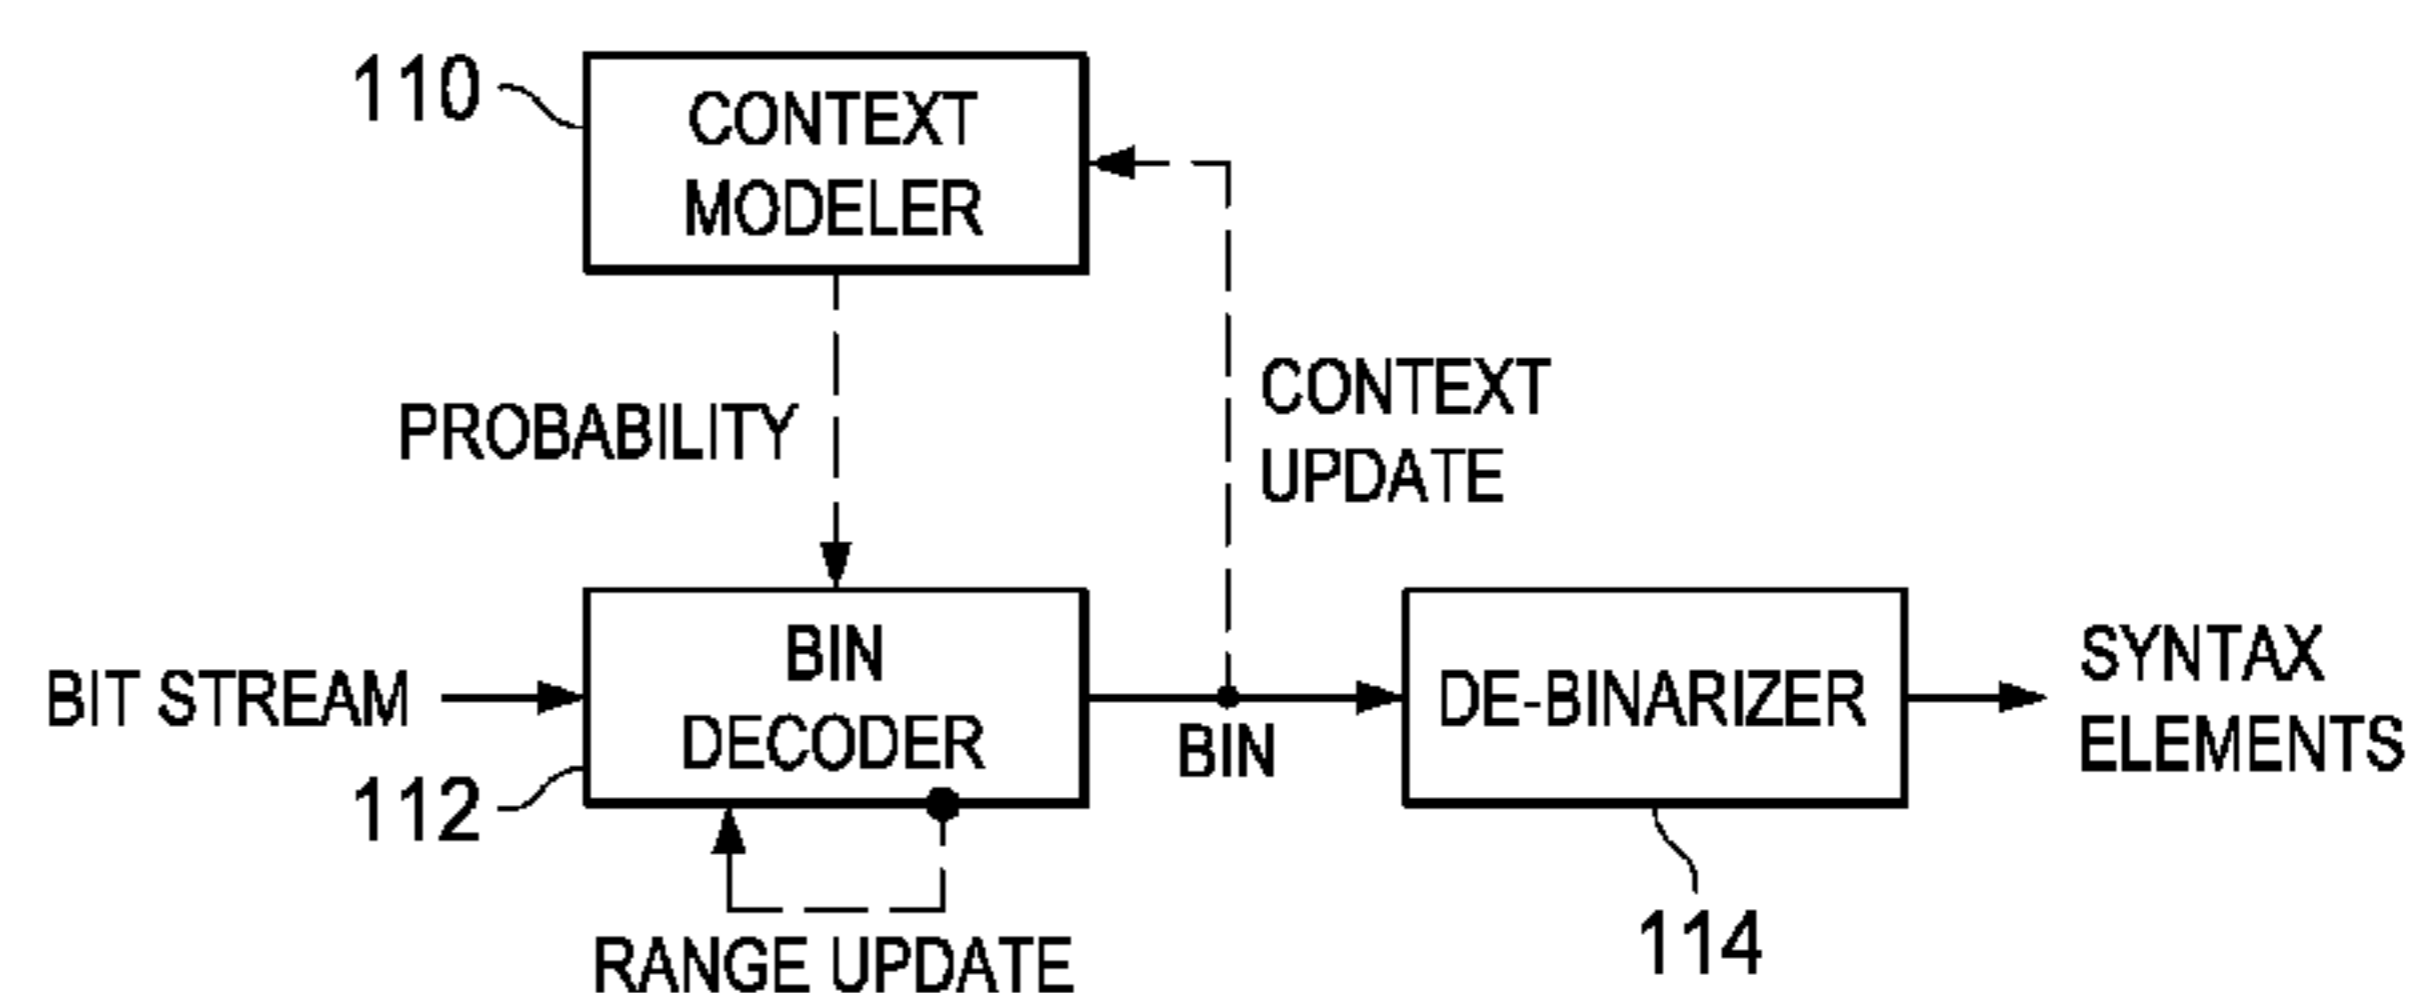 110
CONTEXT
MODELER
PROBABILITY
CONTEXT
UPDATE
BIT STREAM
BIN
DECODER
112
BIN
DE-BINARIZER
114
SYNTAX
ELEMENTS
RANGE UPDATE